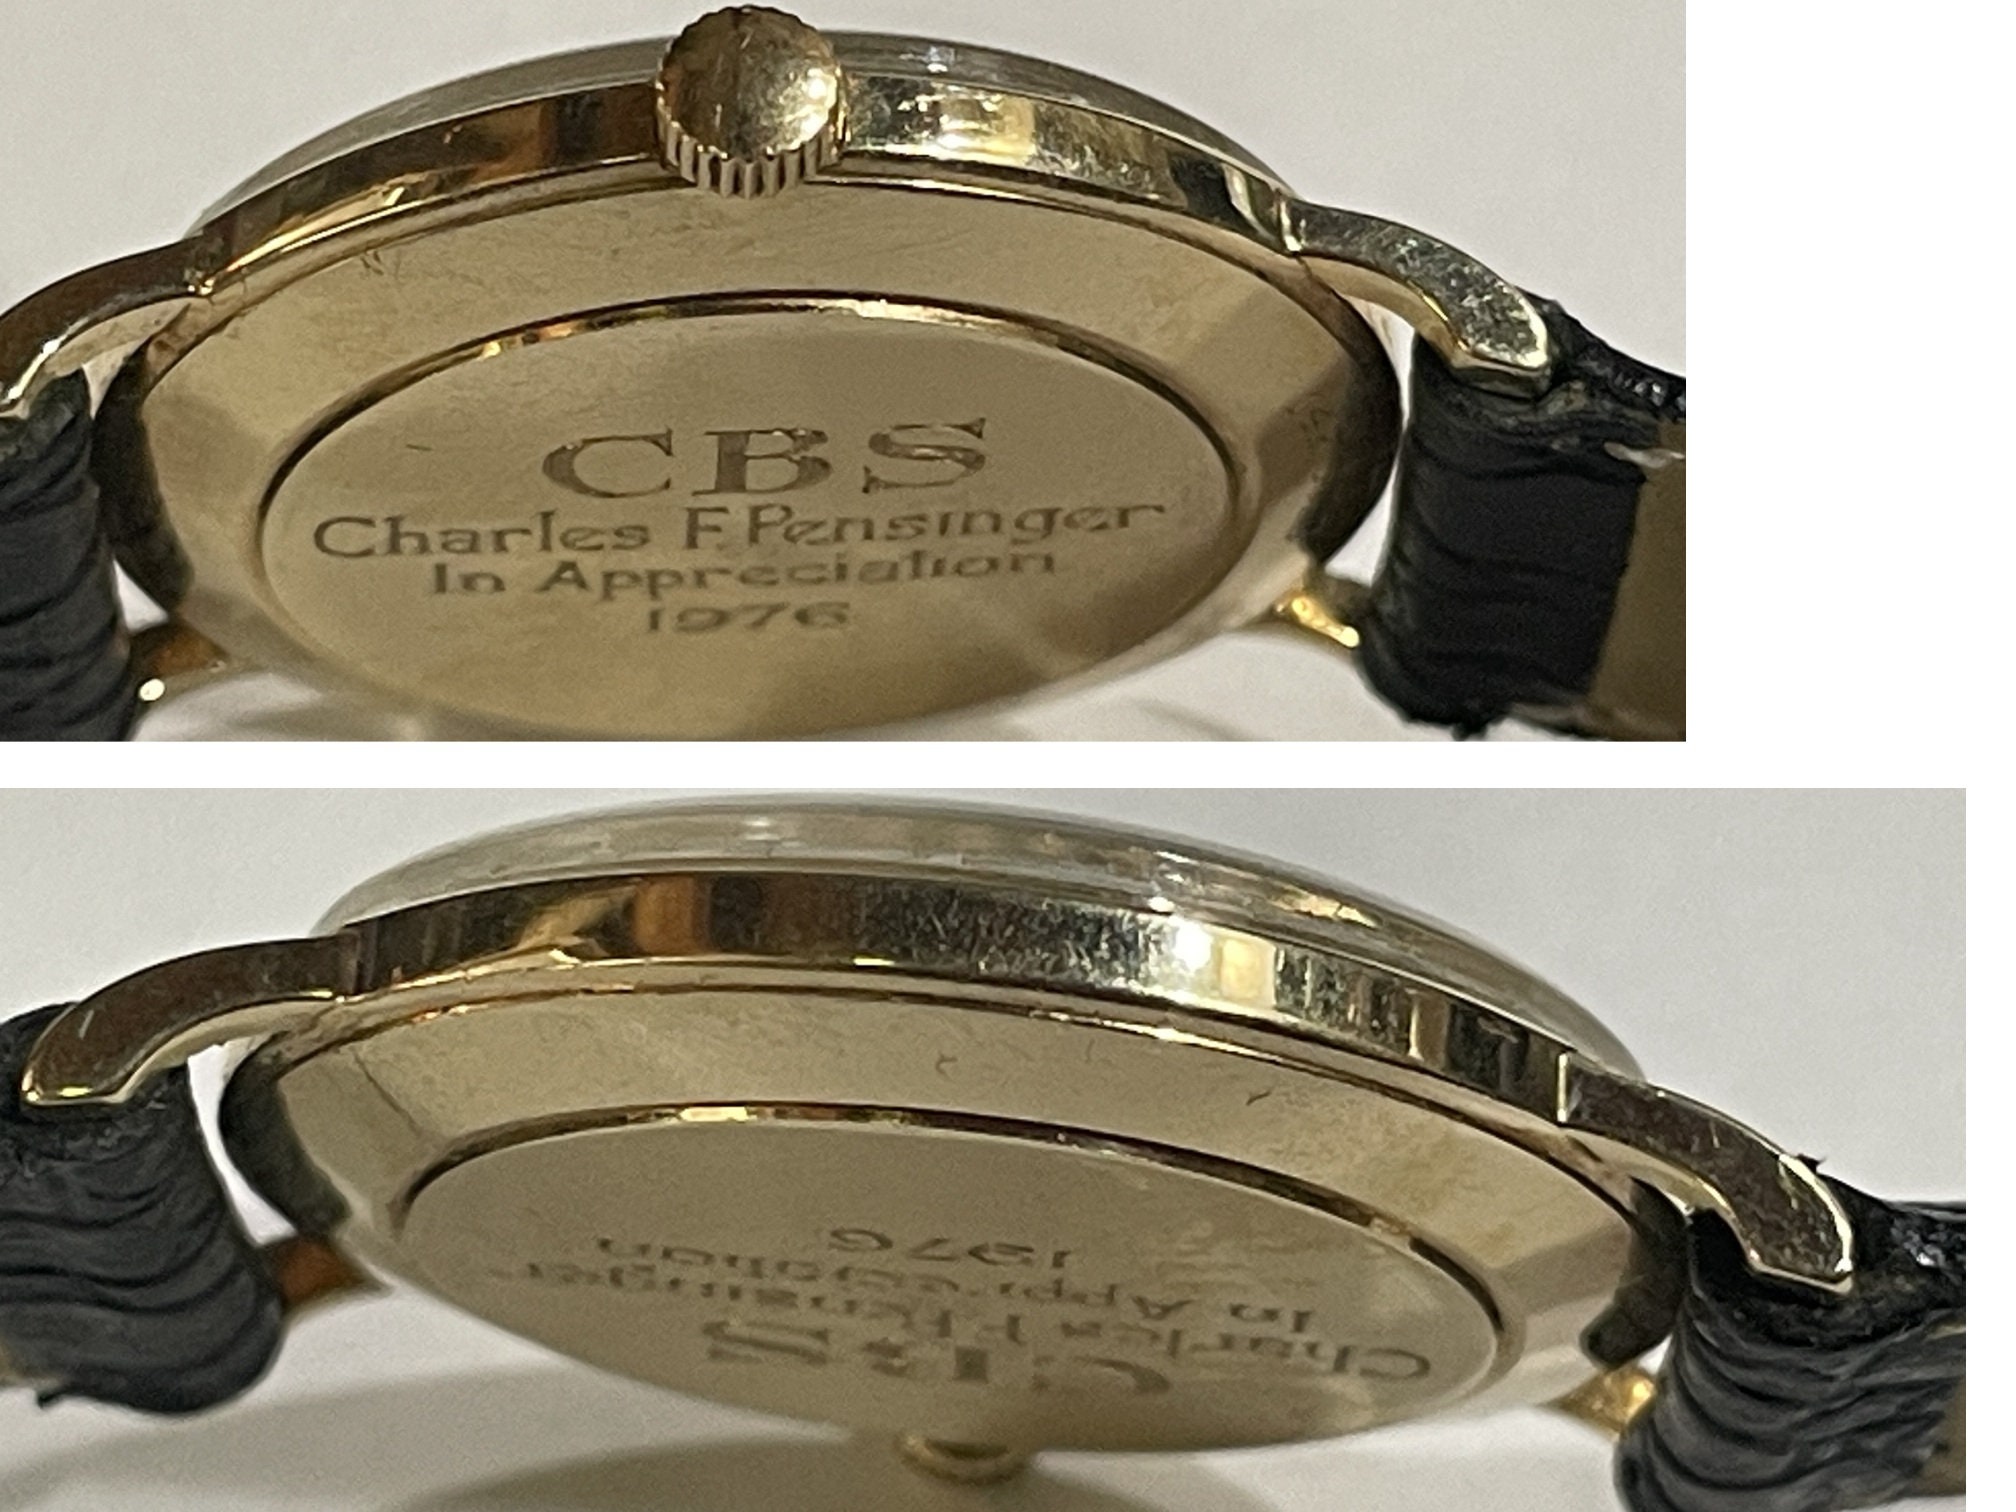 CBS
Charles F. Pensinger
In Appreciation
1976
1976
In Appreciation
Charles F. Pensinger
CBS